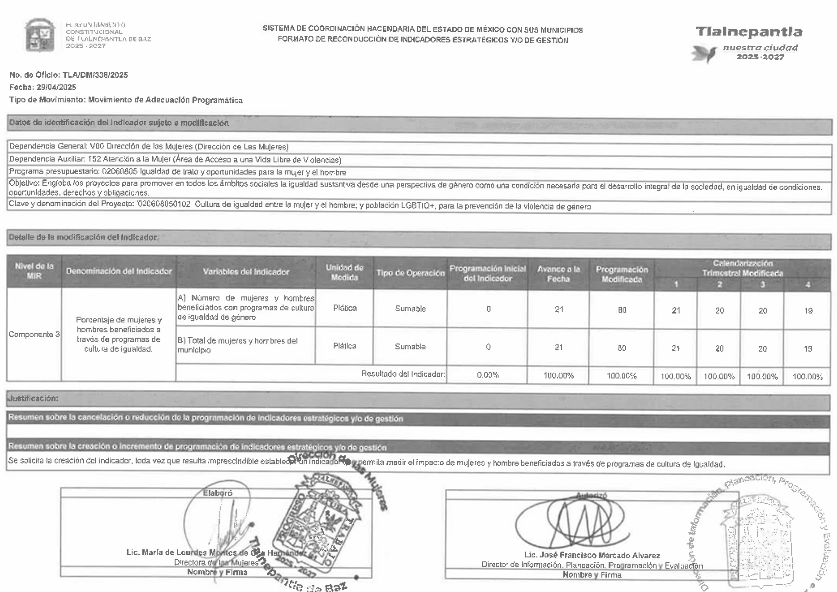 H. AYUNTAMIENTO
CONSTITUCIONAL
DE TLALNEPANTLA DE BAZ
2025 - 2027
SISTEMA DE COORDINACIÓN HACENDARIA DEL ESTADO DE MÉXICO CON SUS MUNICIPIOS
FORMATO DE RECONDUCCIÓN DE INDICADORES ESTRATÉGICOS Y/O DE GESTIÓN
Tlalnepantla
nuestra ciudad
2025-2027
No. de Oficio: TLA/DM/336/2025
Fecha: 29/04/2025
Tipo de Movimiento: Movimiento de Adecuación Programática
Datos de identificación del Indicador sujeto a modificación
Dependencia General: V00 Dirección de las Mujeres (Dirección de Las Mujeres)
Dependencia Auxiliar: 152 Atención a la Mujer (Área de Acceso a una Vida Libre de Violencias)
Programa presupuestario: 02060805 Igualdad de trato y oportunidades para la mujer y el hombre
Objetivo: Engloba los proyectos para promover en todos los ámbitos sociales la igualdad sustantiva desde una perspectiva de género como una condición necesaria para el desarrollo integral de la sociedad, en igualdad de condiciones,
oportunidades, derechos y obligaciones.
Clave y denominación del Proyecto: 020608050102 Cultura de igualdad entre la mujer y el hombre; y población LGBTIQ+, para la prevención de la violencia de género
Detalle de la modificación del Indicador:
Nivel de la MIR Denominación del Indicador Variables del Indicador Unidad de Medida Tipo de Operación Programación Inicial del Indicador Avance a la Fecha Programación Modificada Calendarización Trimestral Modificada
1 2 3 4
Componente 3 Porcentaje de mujeres y hombres beneficiados a través de programas de cultura de igualdad.
A) Número de mujeres y hombres beneficiados con programas de cultura de igualdad de género Plática Sumable 0 21 80 21 20 20 19
B) Total de mujeres y hombres del municipio Plática Sumable 0 21 80 21 20 20 19
Resultado del Indicador: 0.00% 100.00% 100.00% 100.00% 100.00% 100.00% 100.00%
Justificación:
Resumen sobre la cancelación o reducción de la programación de indicadores estratégicos y/o de gestión
Resumen sobre la creación o incremento de programación de indicadores estratégicos y/o de gestión
Se solicita la creación del indicador, toda vez que resulta imprescindible un indicador permita medir el impacto de mujeres y hombre beneficiados a través de programas de cultura de igualdad.
Elaboró
Lic. María de Lourdes Montes de Oca Hernández
Directora de las Mujeres
Nombre y Firma
Dirección de las Mujeres
PROGRESO
TRABAJO
2025 - 2027
Tlalnepantla de Baz
Autorizó
Lic. José Francisco Mercado Alvarez
Director de Información, Planeación, Programación y Evaluación
Nombre y Firma
Dirección de Información, Planeación, Programación y Evaluación